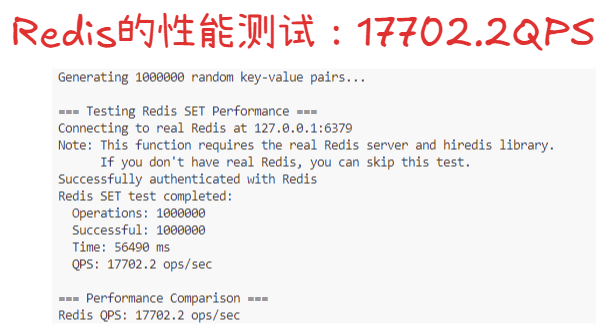 Redis的性能测试：17702.2QPS
Generating 1000000 random key-value pairs...
=== Testing Redis SET Performance ===
Connecting to real Redis at 127.0.0.1:6379
Note: This function requires the real Redis server and hiredis library.
If you don't have real Redis, you can skip this test.
Successfully authenticated with Redis
Redis SET test completed:
Operations: 1000000
Successful: 1000000
Time: 56490 ms
QPS: 17702.2 ops/sec
=== Performance Comparison ===
Redis QPS: 17702.2 ops/sec